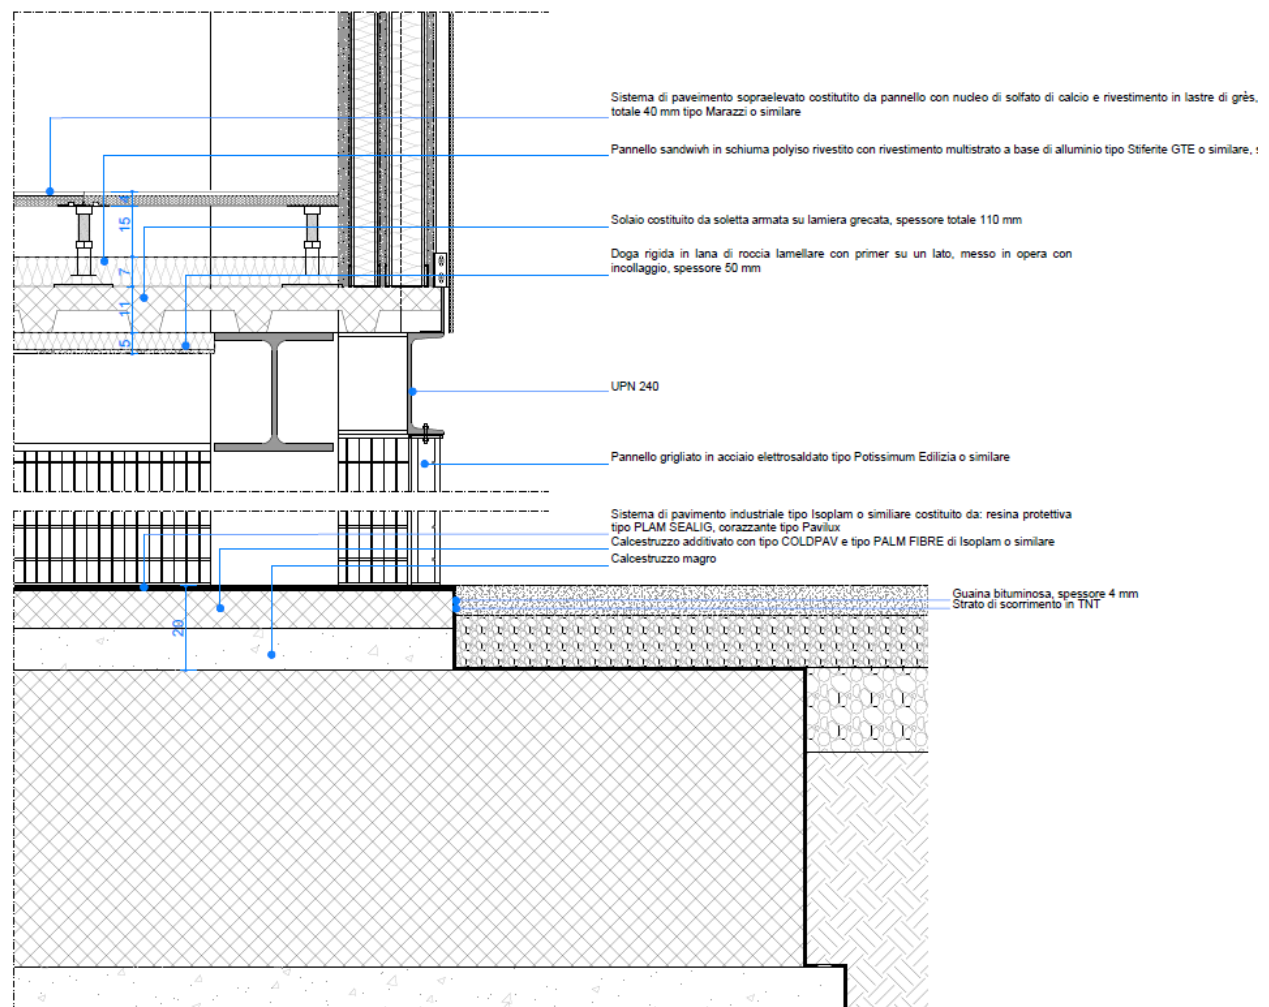 Sistema di paveimento sopraelevato costitutito da pannello con nucleo di solfato di calcio e rivestimento in lastre di grès,
totale 40 mm tipo Marazzi o similare
Pannello sandwivh in schiuma polyiso rivestito con rivestimento multistrato a base di alluminio tipo Stiferite GTE o similare,
4
15
Solaio costituito da soletta armata su lamiera grecata, spessore totale 110 mm
Doga rigida in lana di roccia lamellare con primer su un lato, messo in opera con
incollaggio, spessore 50 mm
7
11
5
UPN 240
Pannello grigliato in acciaio elettrosaldato tipo Potissimum Edilizia o similare
Sistema di pavimento industriale tipo Isoplam o similiare costituito da: resina protettiva
tipo PLAM SEALIG, corazzante tipo Pavilux
Calcestruzzo additivato con tipo COLDPAV e tipo PALM FIBRE di Isoplam o similare
Calcestruzzo magro
Guaina bituminosa, spessore 4 mm
Strato di scorrimento in TNT
20